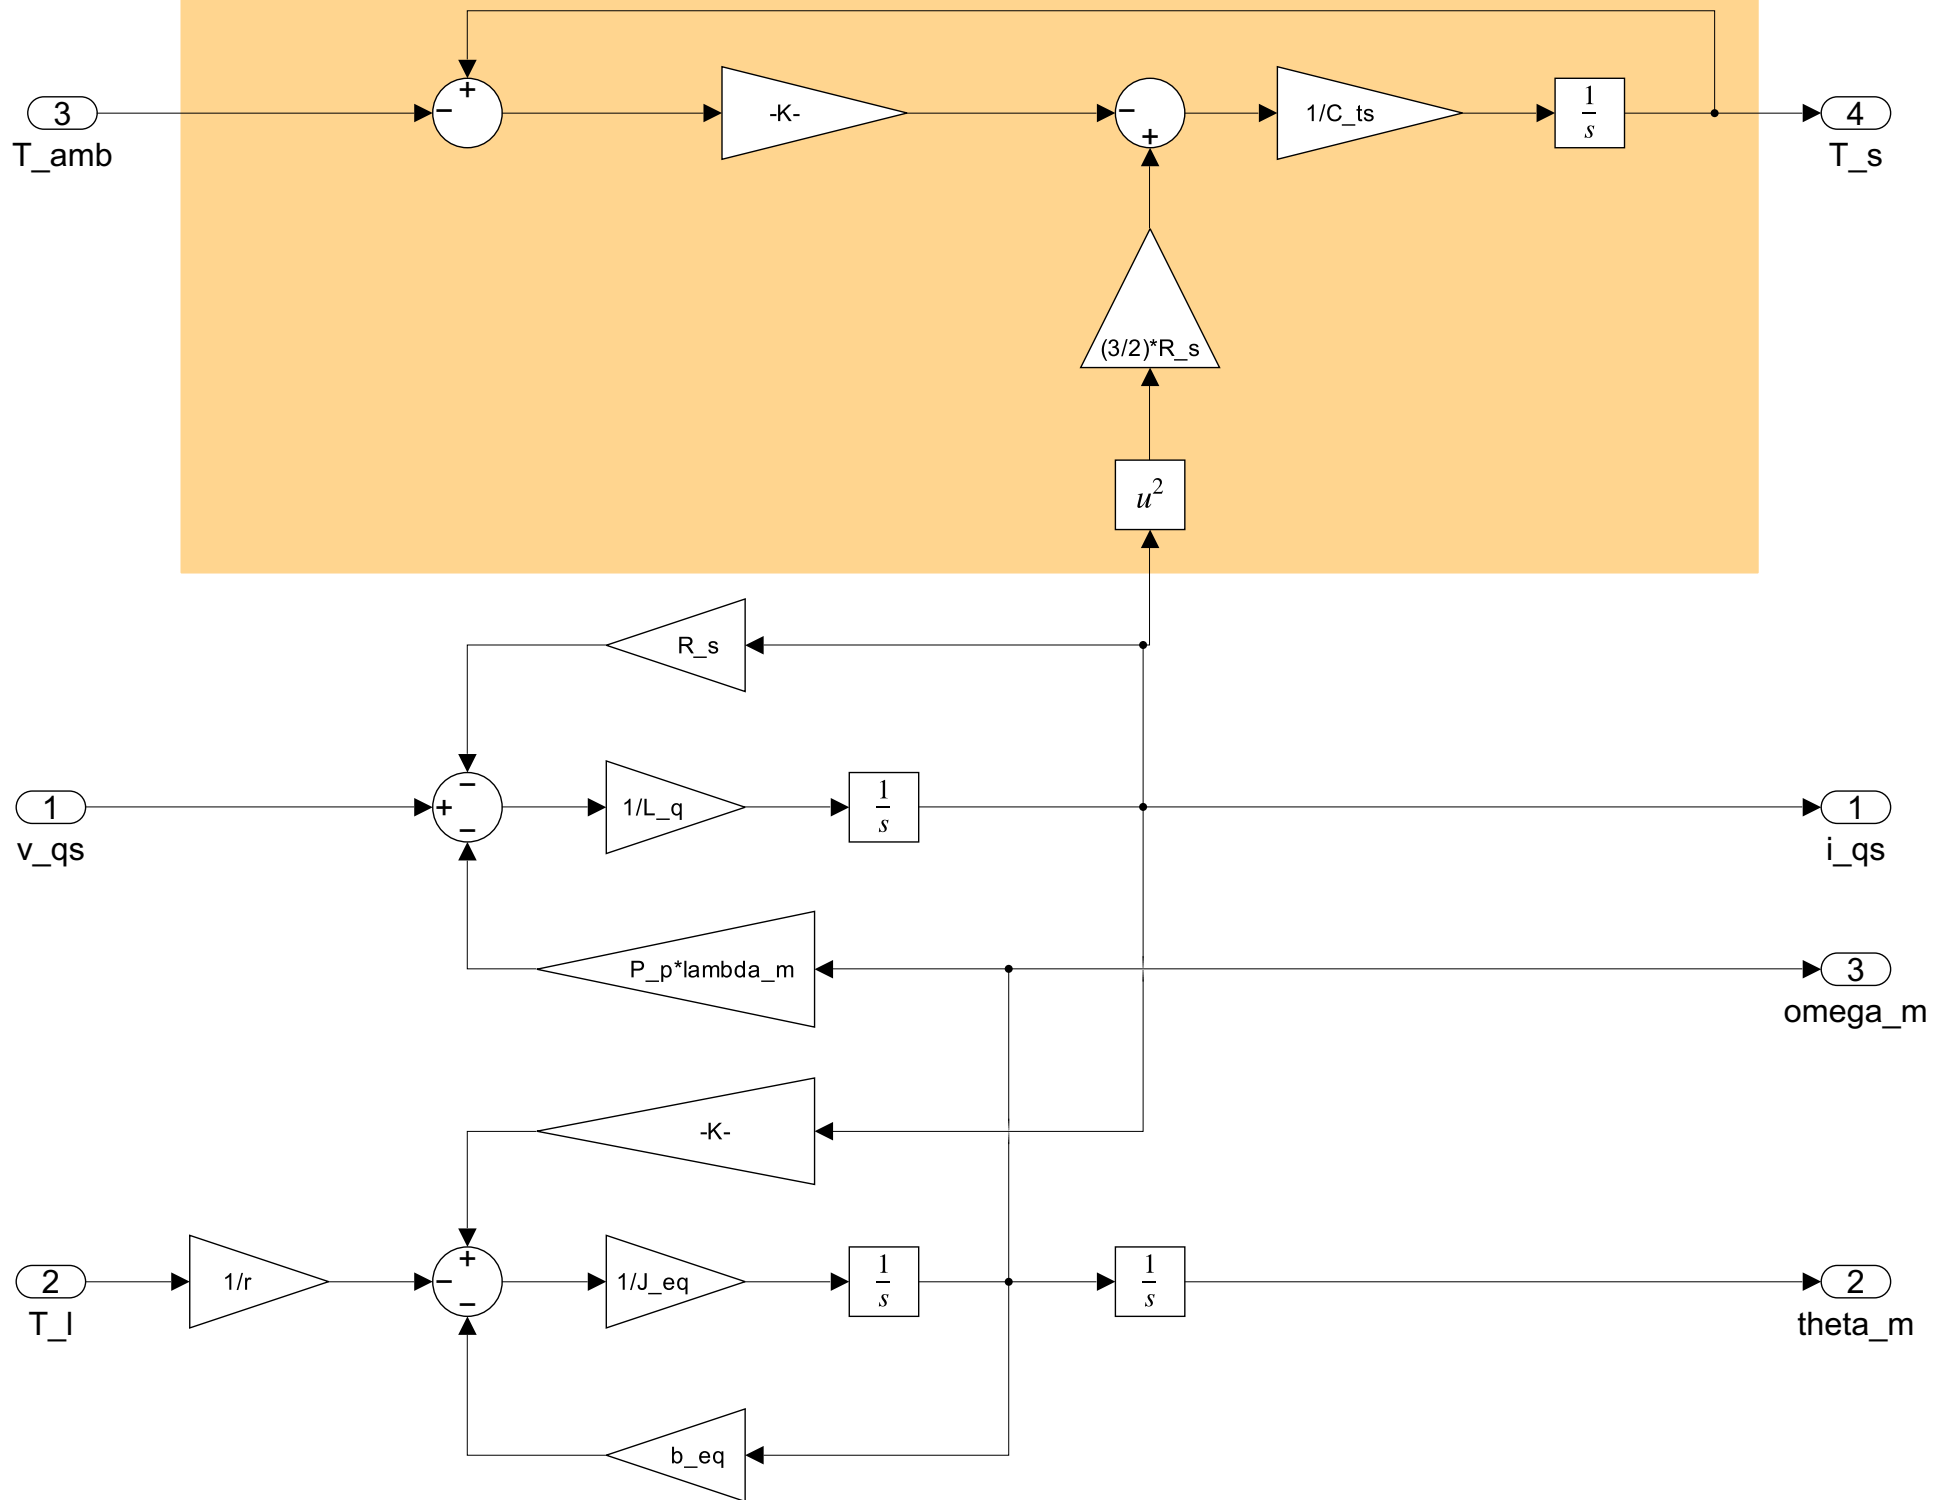 +
3
−
-K-
−
+
1/C_ts
1
s
4
T_amb
T_s
(3/2)*R_s
u²
R_s
−
1
+
−
1/L_q
1
s
1
v_qs
i_qs
P_p*lambda_m
3
omega_m
-K-
+
2
−
−
1/r
1/J_eq
1
s
1
s
2
T_l
theta_m
b_eq